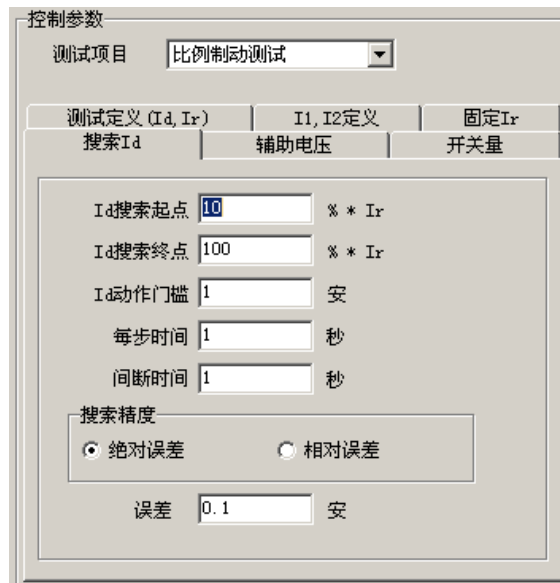 控制参数
测试项目 比例制动测试
测试定义(Id,Ir) I1,I2定义 固定Ir
搜索Id 辅助电压 开关量
Id搜索起点 10 % * Ir
Id搜索终点 100 % * Ir
Id动作门槛 1 安
每步时间 1 秒
间断时间 1 秒
搜索精度
绝对误差 相对误差
误差 0.1 安